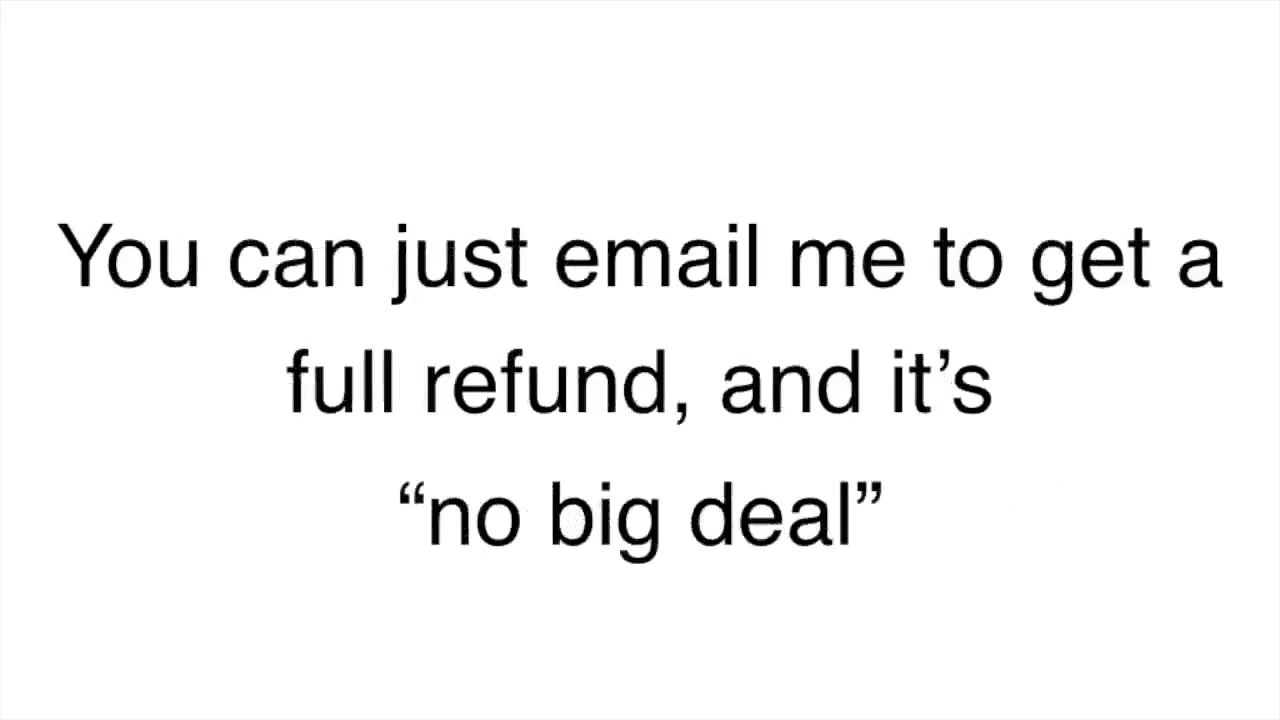 You can just email me to get a
full refund, and it’s
“no big deal”